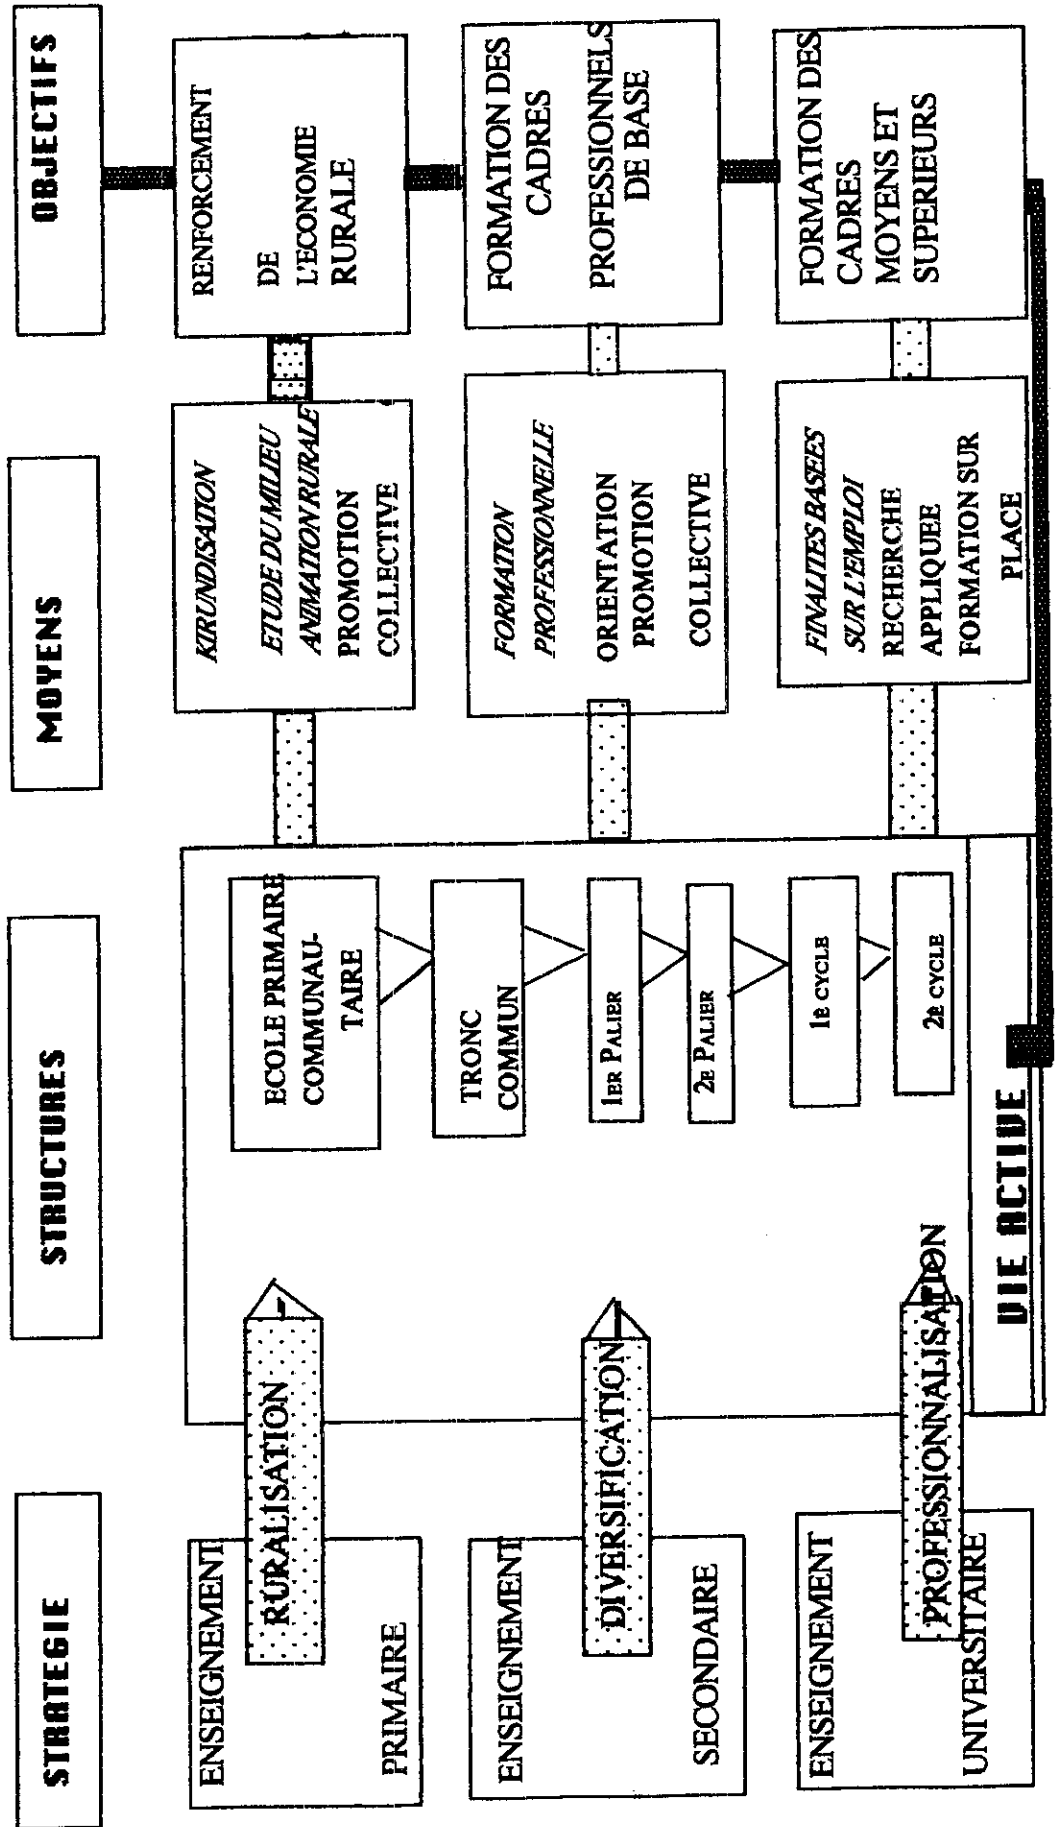 STRATEGIE
STRUCTURES
MOYENS
OBJECTIFS
ENSEIGNEMENT
PRIMAIRE
RURALISATION
ECOLE PRIMAIRE
COMMUNAU-
TAIRE
KIRUNDISATION
ETUDE DU MILIEU
ANIMATION RURALE
PROMOTION
COLLECTIVE
RENFORCEMENT
DE
L'ECONOMIE
RURALE
ENSEIGNEMENT
SECONDAIRE
DIVERSIFICATION
TRONC
COMMUN
1ER PALIER
2E PALIER
FORMATION
PROFESSIONNELLE
ORIENTATION
PROMOTION
COLLECTIVE
FORMATION DES
CADRES
PROFESSIONNELS
DE BASE
ENSEIGNEMENT
UNIVERSITAIRE
PROFESSIONNALISATION
1E CYCLE
2E CYCLE
FINALITES BASEES
SUR L'EMPLOI
RECHERCHE
APPLIQUEE
FORMATION SUR
PLACE
FORMATION DES
CADRES
MOYENS ET
SUPERIEURS
VIE ACTIVE